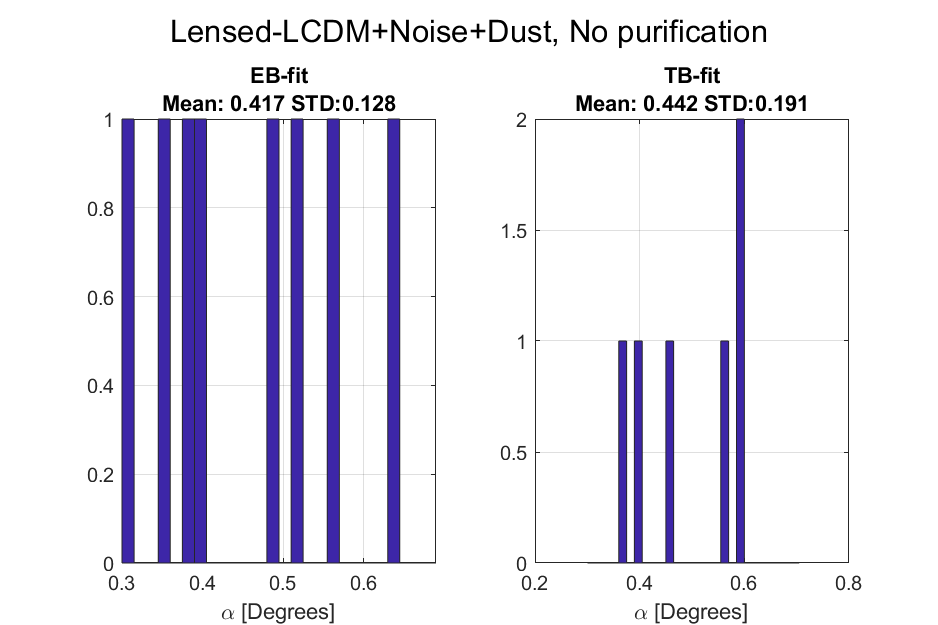 Lensed-LCDM+Noise+Dust, No purification
EB-fit
Mean: 0.417 STD:0.128
1
0.8
0.6
0.4
0.2
0
0.3
0.4
0.5
0.6
α [Degrees]
TB-fit
Mean: 0.442 STD:0.191
2
1.5
1
0.5
0
0.2
0.4
0.6
0.8
α [Degrees]